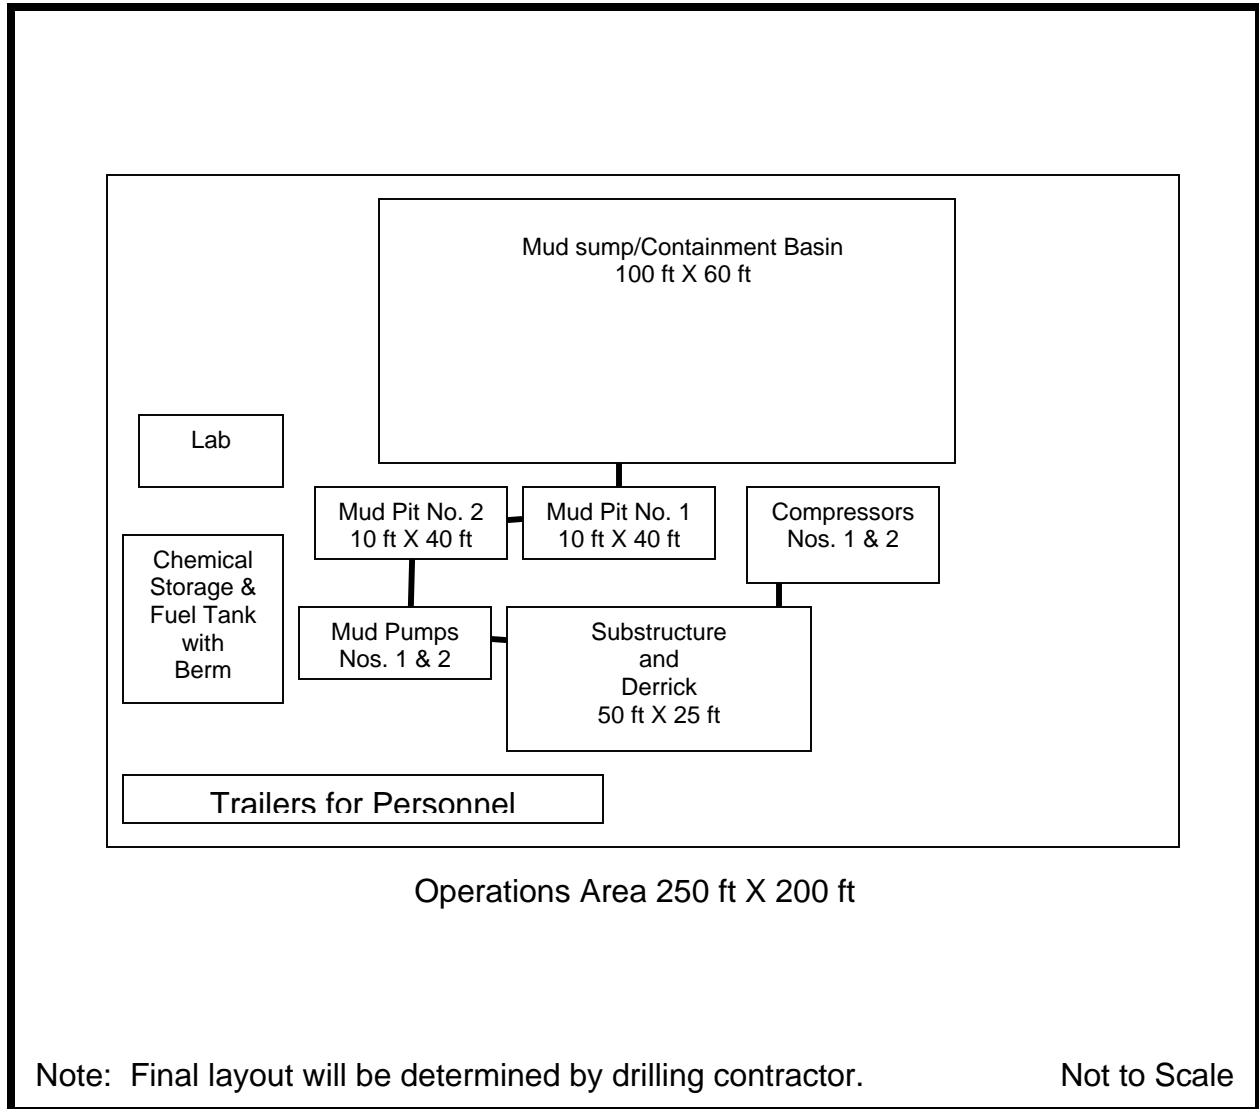 Mud sump/Containment Basin
100 ft X 60 ft
Lab
Mud Pit No. 2
10 ft X 40 ft
Mud Pit No. 1
10 ft X 40 ft
Compressors
Nos. 1 & 2
Chemical
Storage &
Fuel Tank
with
Berm
Mud Pumps
Nos. 1 & 2
Substructure
and
Derrick
50 ft X 25 ft
Trailers for Personnel
Operations Area 250 ft X 200 ft
Note: Final layout will be determined by drilling contractor.
Not to Scale